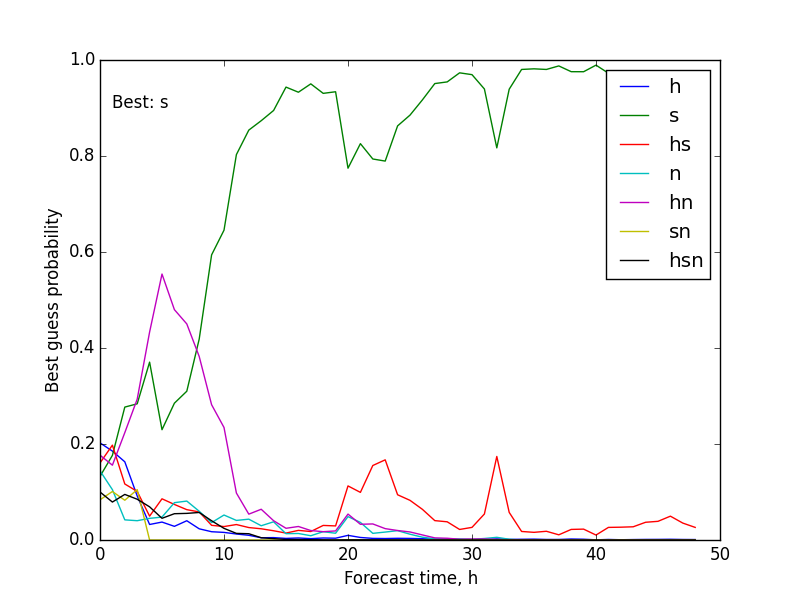 1.0
0.8
0.6
0.4
0.2
0.0
Best guess probability
Best: s
h
s
hs
n
hn
sn
hsn
0 10 20 30 40 50
Forecast time, h